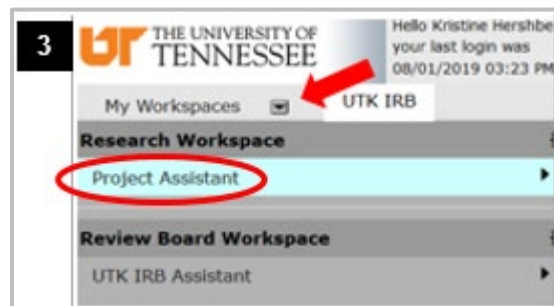 3
UT THE UNIVERSITY OF
TENNESSEE
Hello Kristine Hershbe
your last login was
08/01/2019 03:23 PM
My Workspaces
UTK IRB
Research Workspace
Project Assistant
Review Board Workspace
UTK IRB Assistant